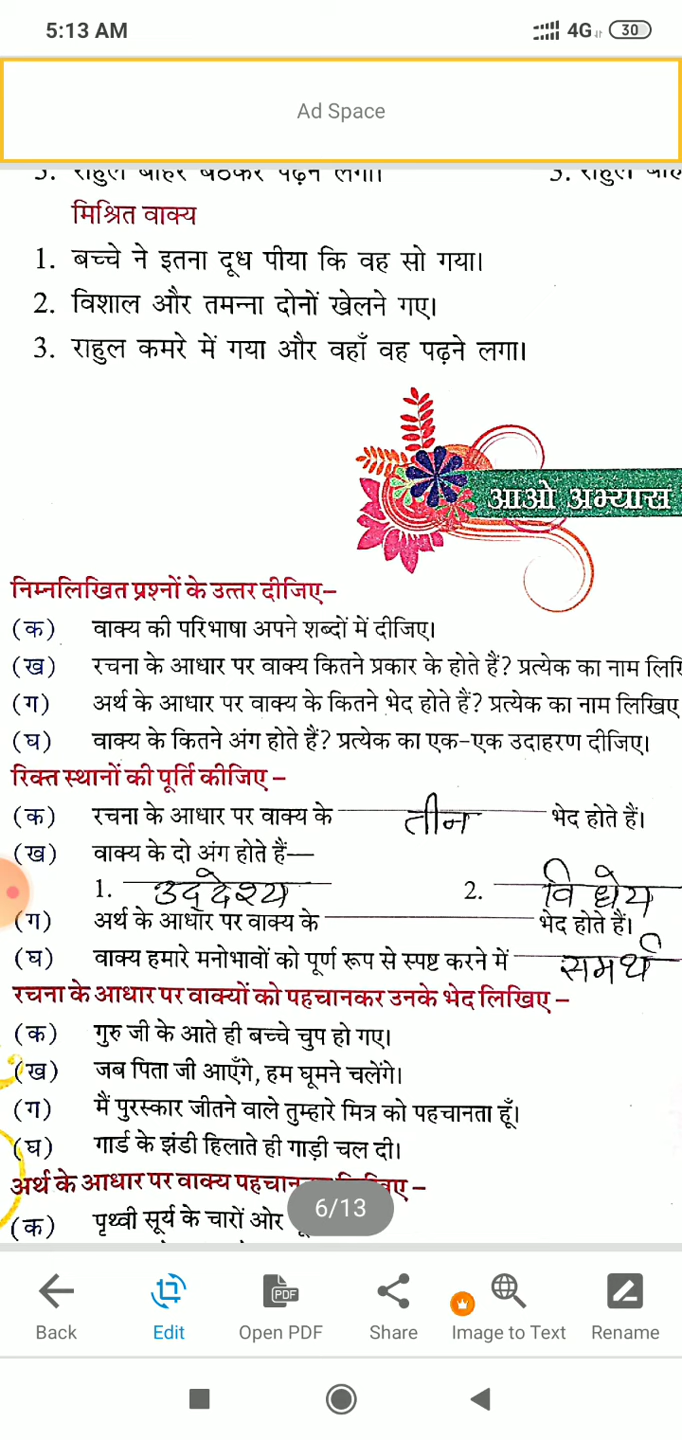 5:13 AM 4G 30
Ad Space
मिश्रित वाक्य
1. बच्चे ने इतना दूध पीया कि वह सो गया।
2. विशाल और तमन्ना दोनों खेलने गए।
3. राहुल कमरे में गया और वहाँ वह पढ़ने लगा।
आओ अभ्यास
निम्नलिखित प्रश्नों के उत्तर दीजिए–
(क) वाक्य की परिभाषा अपने शब्दों में दीजिए।
(ख) रचना के आधार पर वाक्य कितने प्रकार के होते हैं? प्रत्येक का नाम
(ग) अर्थ के आधार पर वाक्य के कितने भेद होते हैं? प्रत्येक का नाम लिखिए
(घ) वाक्य के कितने अंग होते हैं? प्रत्येक का एक-एक उदाहरण दीजिए।
रिक्त स्थानों की पूर्ति कीजिए –
(क) रचना के आधार पर वाक्य के तीन भेद होते हैं।
(ख) वाक्य के दो अंग होते हैं—
1. उद्देश्य 2. विधेय
(ग) अर्थ के आधार पर वाक्य के भेद होते हैं।
(घ) वाक्य हमारे मनोभावों को पूर्ण रूप से स्पष्ट करने में समर्थ
रचना के आधार पर वाक्यों को पहचानकर उनके भेद लिखिए –
(क) गुरु जी के आते ही बच्चे चुप हो गए।
(ख) जब पिता जी आएँगे, हम घूमने चलेंगे।
(ग) मैं पुरस्कार जीतने वाले तुम्हारे मित्र को पहचानता हूँ।
(घ) गार्ड के झंडी हिलाते ही गाड़ी चल दी।
अर्थ के आधार पर वाक्य
6/13
(क) पृथ्वी सूर्य के चारों ओर
PDF
Back Edit Open PDF Share Image to Text Rename